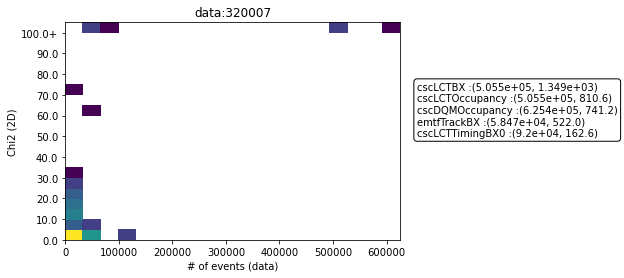 data:320007
100.0+
90.0
80.0
70.0
60.0
50.0
40.0
30.0
20.0
10.0
0.0
Chi2 (2D)
0 100000 200000 300000 400000 500000 600000
# of events (data)
cscLCTBX :(5.055e+05, 1.349e+03)
cscLCTOccupancy :(5.055e+05, 810.6)
cscDQMOccupancy :(6.254e+05, 741.2)
emtfTrackBX :(5.847e+04, 522.0)
cscLCTTimingBX0 :(9.2e+04, 162.6)